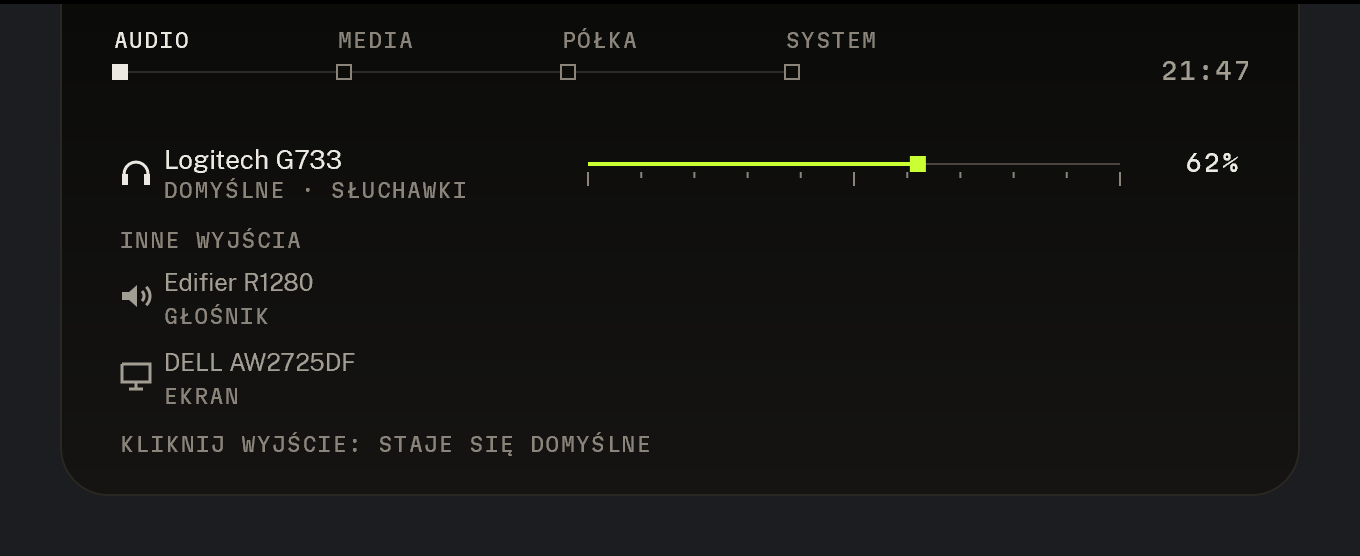 AUDIO MEDIA PÓŁKA SYSTEM
21:47
Logitech G733
DOMYŚLNE · SŁUCHAWKI
62%
INNE WYJŚCIA
Edifier R1280
GŁOŚNIK
DELL AW2725DF
EKRAN
KLIKNIJ WYJŚCIE: STAJE SIĘ DOMYŚLNE